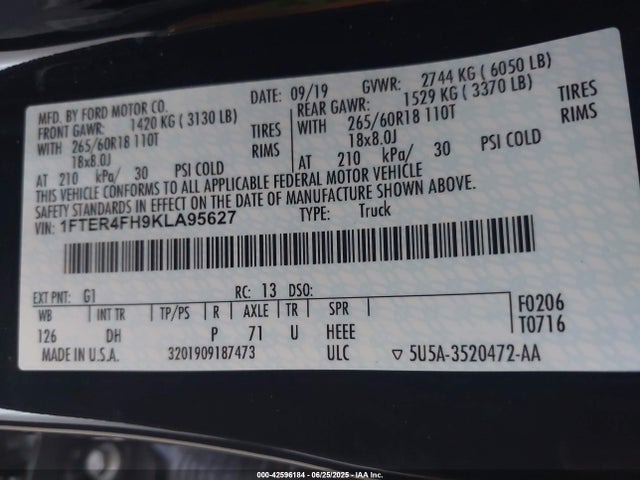 MFD. BY FORD MOTOR CO. DATE: 09/19 GVWR: 2744 KG ( 6050 LB)
FRONT GAWR: 1420 KG ( 3130 LB) REAR GAWR: 1529 KG ( 3370 LB)
WITH 265/60R18 110T TIRES WITH 265/60R18 110T TIRES
18x8.0J RIMS 18x8.0J RIMS
AT 210 kPa/ 30 PSI COLD AT 210 kPa/ 30 PSI COLD
THIS VEHICLE CONFORMS TO ALL APPLICABLE FEDERAL MOTOR VEHICLE
SAFETY STANDARDS IN EFFECT ON THE DATE OF MANUFACTURE SHOWN ABOVE.
VIN: 1FTER4FH9KLA95627 TYPE: Truck
EXT PNT: G1 RC: 13 DSO:
WB INT TR TP/PS R AXLE TR SPR F0206
126 DH P 71 U HEEE T0716
MADE IN U.S.A. 3201909187473 ULC ▽ 5U5A-3520472-AA
000-42596184 - 06/25/2025 - IAA Inc.